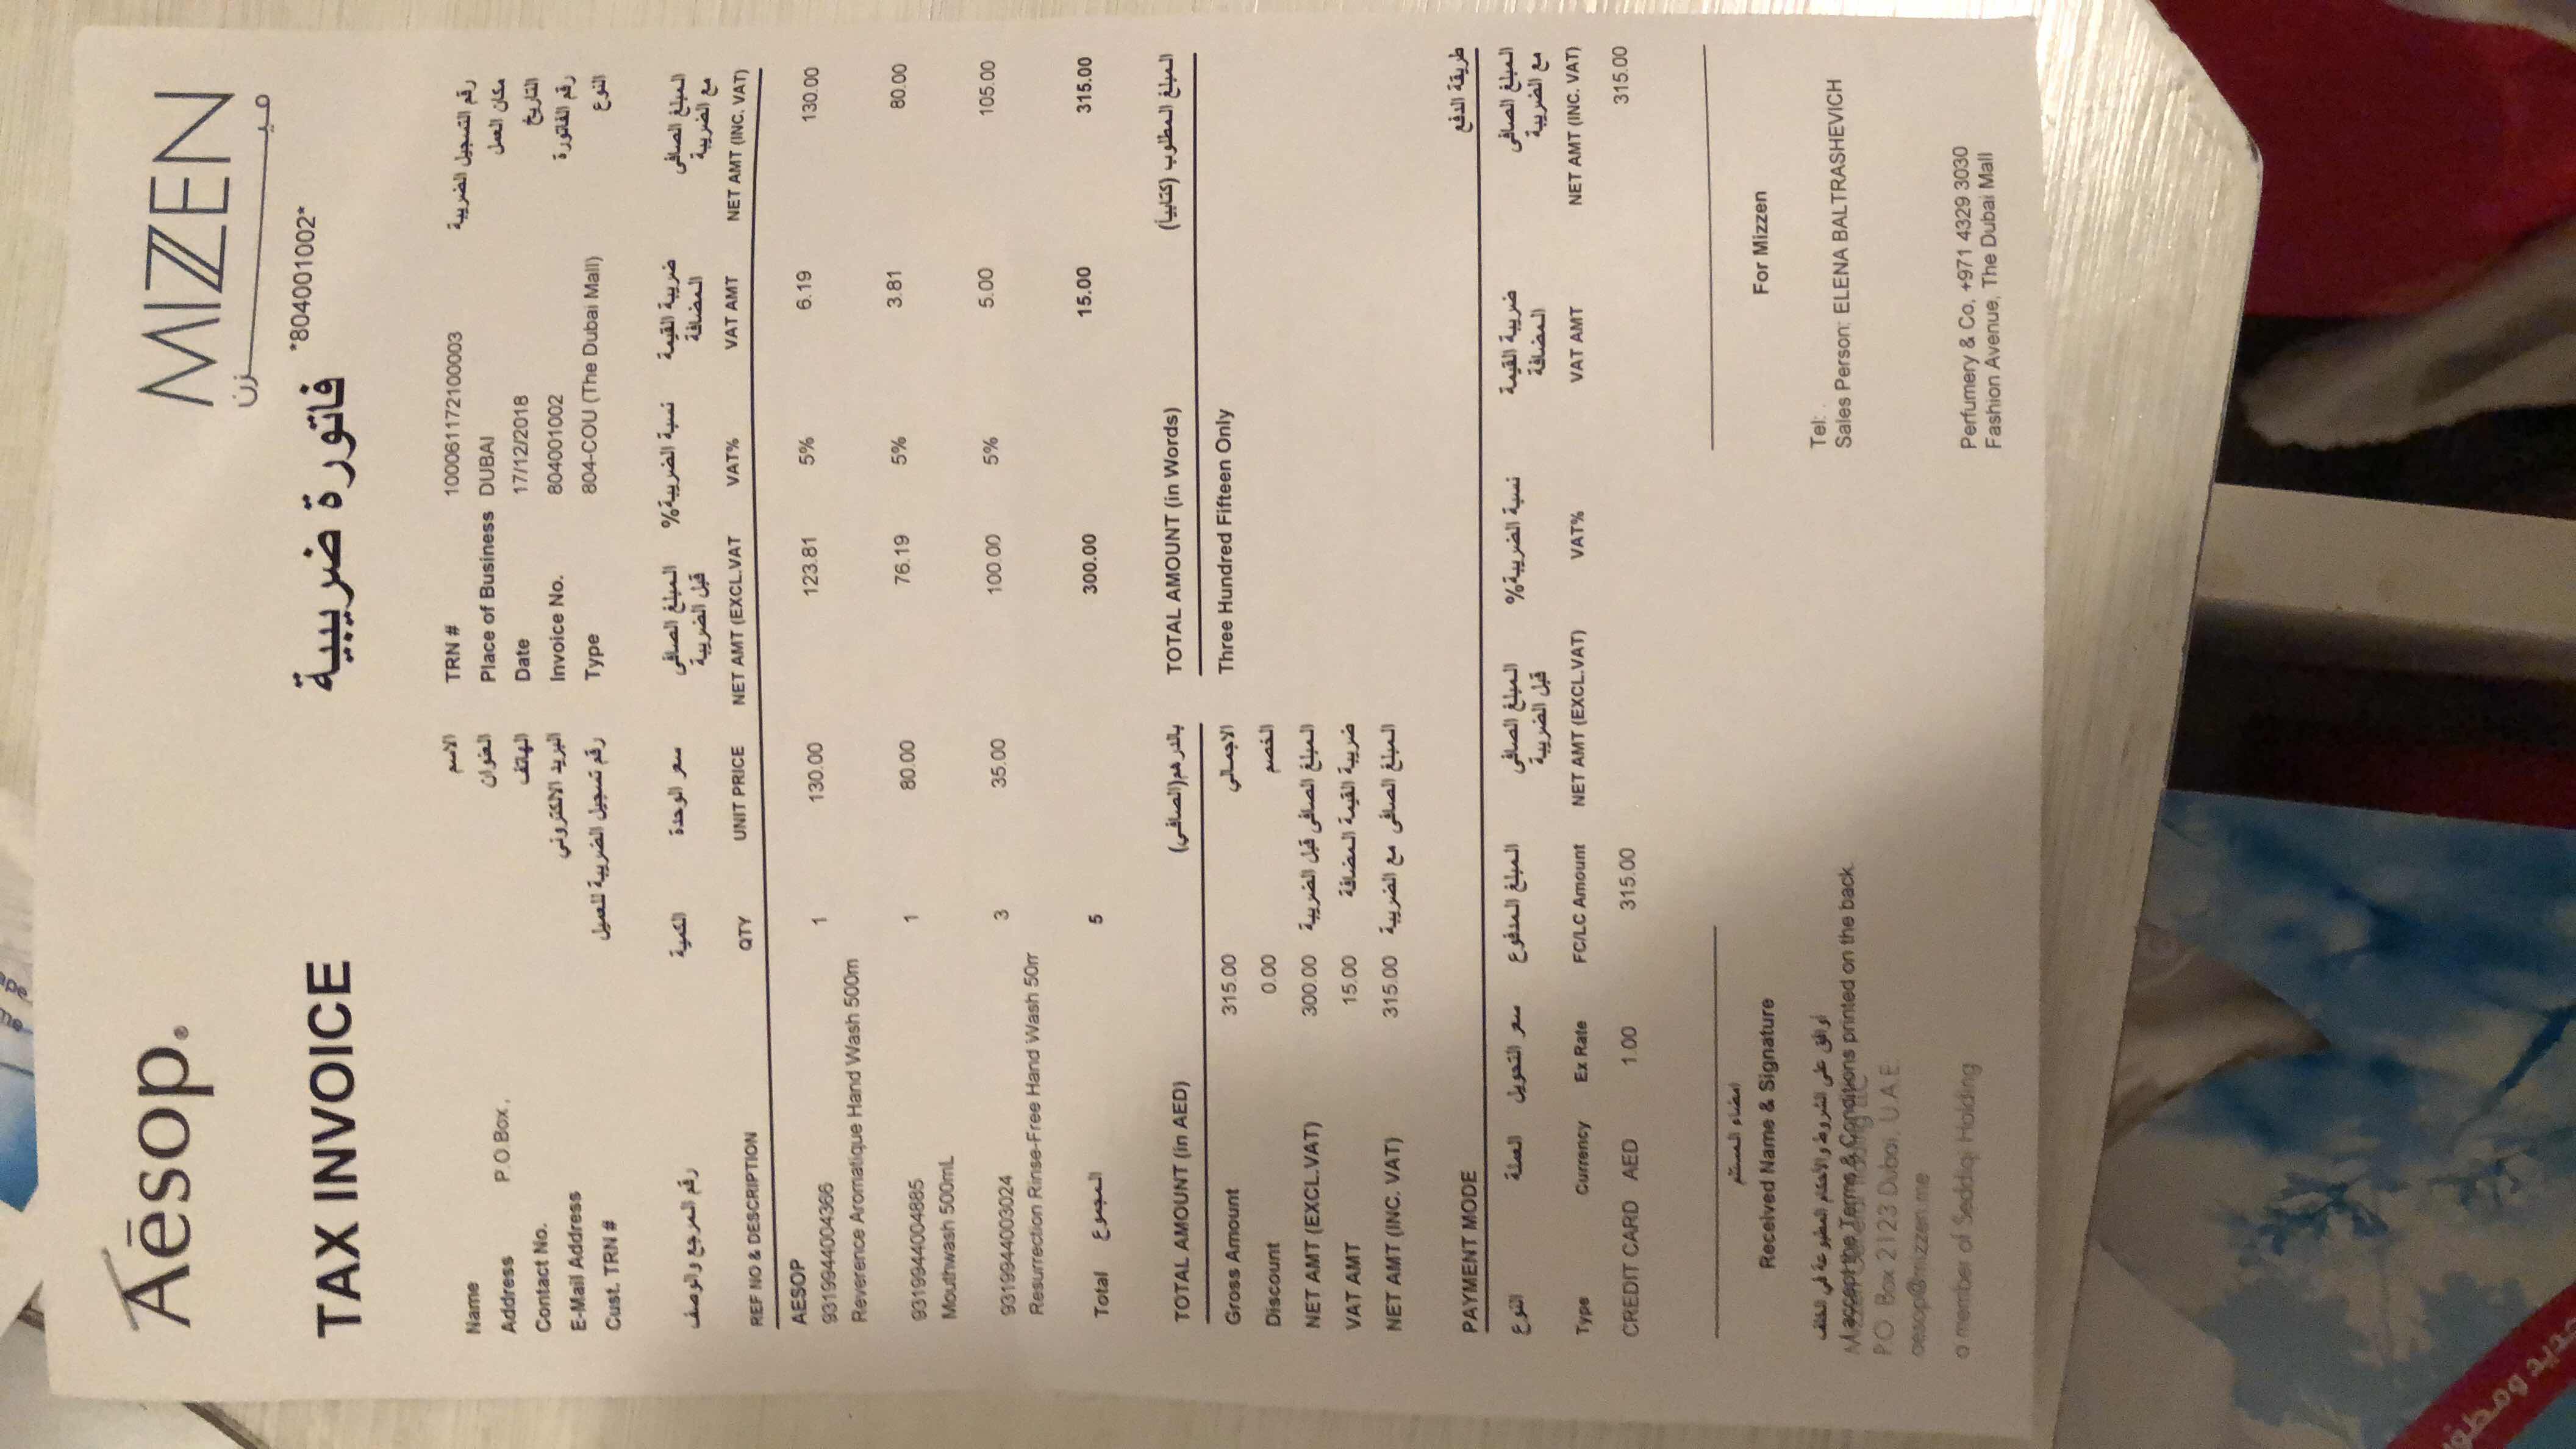 Aēsop.
MIZZEN
ميزن
*804001002*
TAX INVOICE فاتورة ضريبية
Name الاسم
Address P.O.Box , العنوان
Contact No. الهاتف
E-Mail Address البريد الالكتروني
Cust. TRN # رقم تسجيل الضريبة للعميل
TRN # 100061172100003 رقم التسجيل الضريبة
Place of Business DUBAI مكان العمل
Date 17/12/2018 التاريخ
Invoice No. 804001002 رقم الفاتورة
Type 804-COU (The Dubai Mall) النوع
رقم المرجع والوصف الكمية سعر الوحدة المبلغ الصافى قبل الضريبة نسبة الضريبة% ضريبة القيمة المضافة المبلغ الصافى مع الضريبة
REF NO & DESCRIPTION QTY UNIT PRICE NET AMT (EXCL.VAT VAT% VAT AMT NET AMT (INC. VAT)
AESOP
9319944004366 1 130.00 123.81 5% 6.19 130.00
Reverence Aromatique Hand Wash 500m
9319944004885 1 80.00 76.19 5% 3.81 80.00
Mouthwash 500mL
9319944003024 3 35.00 100.00 5% 5.00 105.00
Resurrection Rinse-Free Hand Wash 50m
Total المجموع 5 300.00 15.00 315.00
TOTAL AMOUNT (in AED) بالدرهم(الصافي)
Gross Amount 315.00 الاجمالي
Discount 0.00 الخصم
NET AMT (EXCL.VAT) 300.00 المبلغ الصافى قبل الضريبة
VAT AMT 15.00 ضريبة القيمة المضافة
NET AMT (INC. VAT) 315.00 المبلغ الصافى مع الضريبة
TOTAL AMOUNT (in Words) المبلغ المطلوب (كتابيا)
Three Hundred Fifteen Only
PAYMENT MODE طريقة الدفع
النوع العملة سعر التحويل المبلغ المدفوع المبلغ الصافى قبل الضريبة نسبة الضريبة% ضريبة القيمة المضافة المبلغ الصافى مع الضريبة
Type Currency Ex Rate FC/LC Amount NET AMT (EXCL.VAT) VAT% VAT AMT NET AMT (INC. VAT)
CREDIT CARD AED 1.00 315.00 315.00
امضاء المستلم
Received Name & Signature
أوافق على الشروط والأحكام المطبوعة في الخلف
I accept the Terms & Conditions printed on the back.
P.O. Box 2123 Dubai, U.A.E.
aesop@mizzen.me
a member of Seddiqi Holding
For Mizzen
Tel:
Sales Person: ELENA BALTRASHEVICH
Perfumery & Co, +971 4329 3030
Fashion Avenue, The Dubai Mall